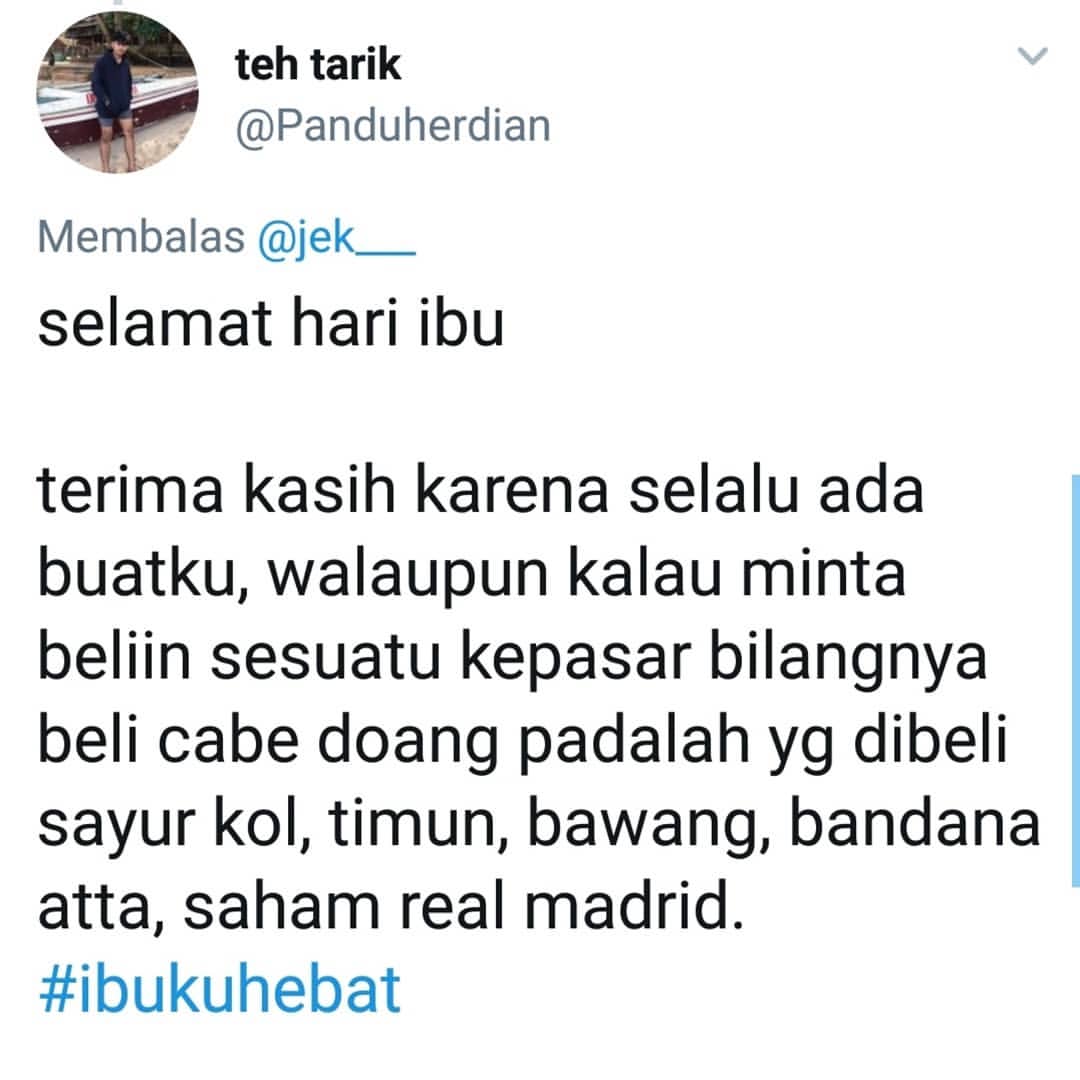 teh tarik
@Panduherdian
Membalas @jek___
selamat hari ibu
terima kasih karena selalu ada
buatku, walaupun kalau minta
beliin sesuatu kepasar bilangnya
beli cabe doang padalah yg dibeli
sayur kol, timun, bawang, bandana
atta, saham real madrid.
#ibukuhebat